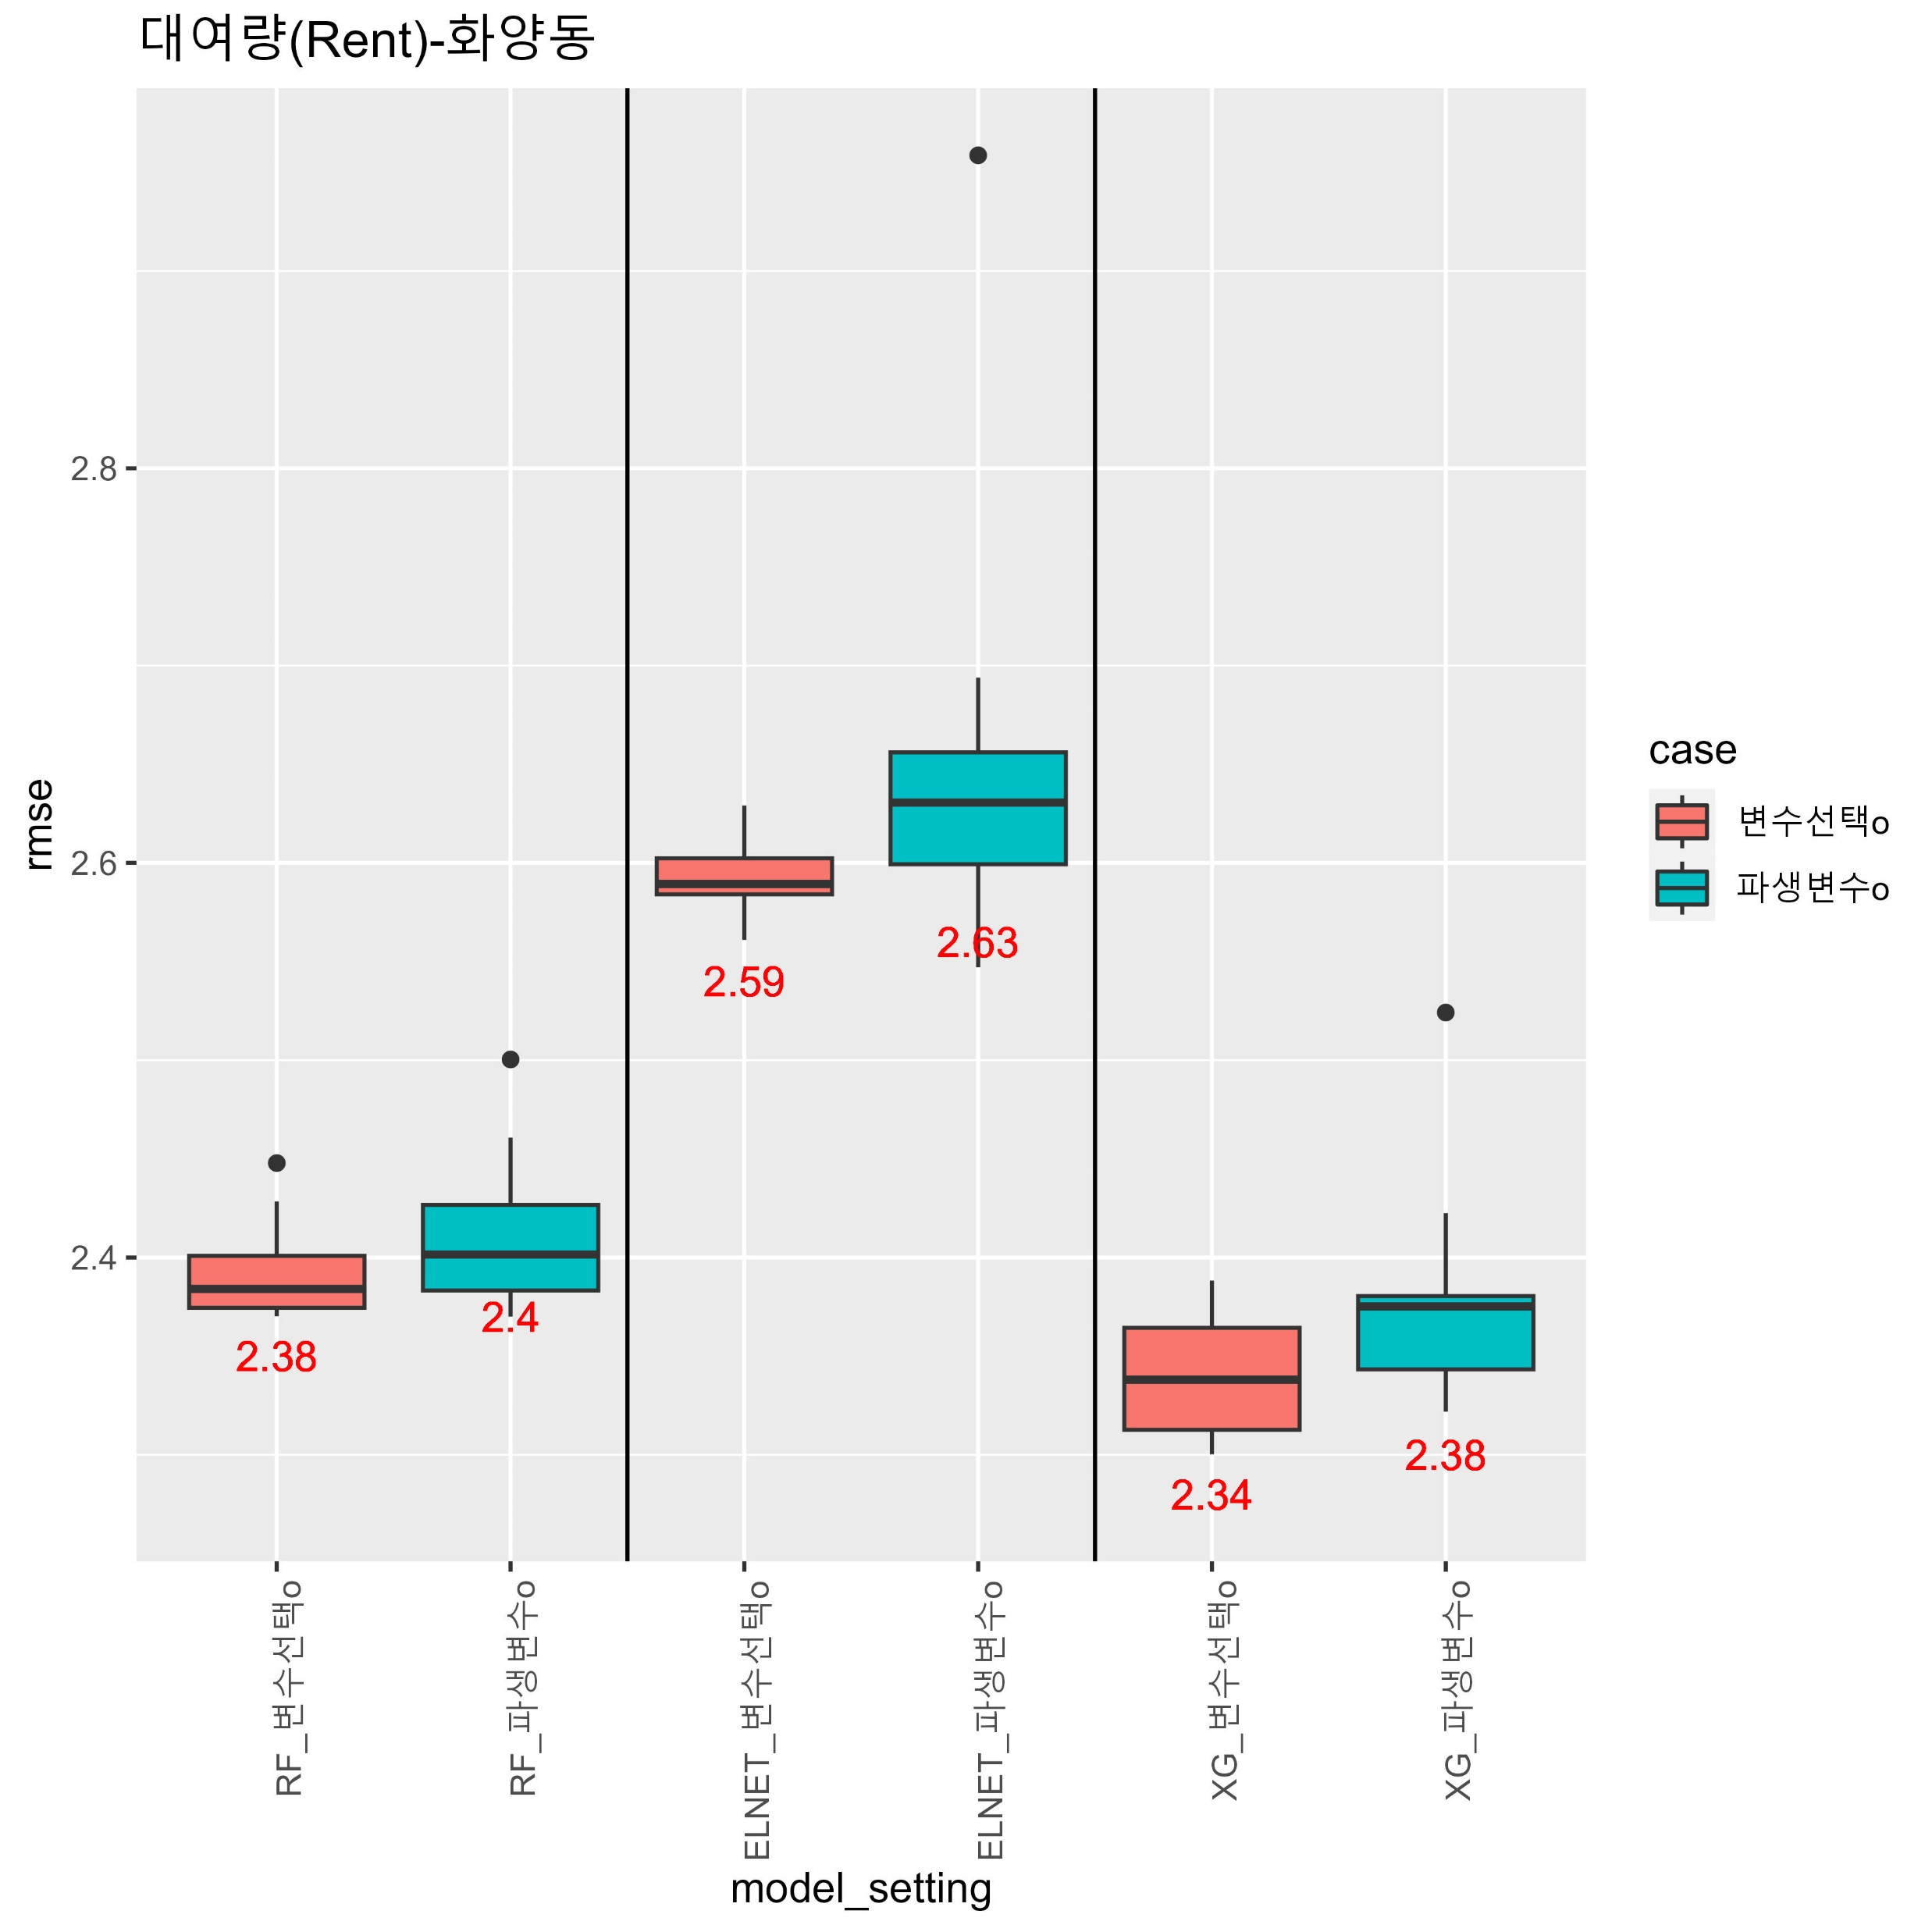 대여량(Rent)-화양동
rmse
2.8
2.6
2.4
2.38
2.4
2.59
2.63
2.34
2.38
RF_변수선택o
RF_파생변수o
ELNET_변수선택o
ELNET_파생변수o
XG_변수선택o
XG_파생변수o
model_setting
case
변수선택o
파생변수o